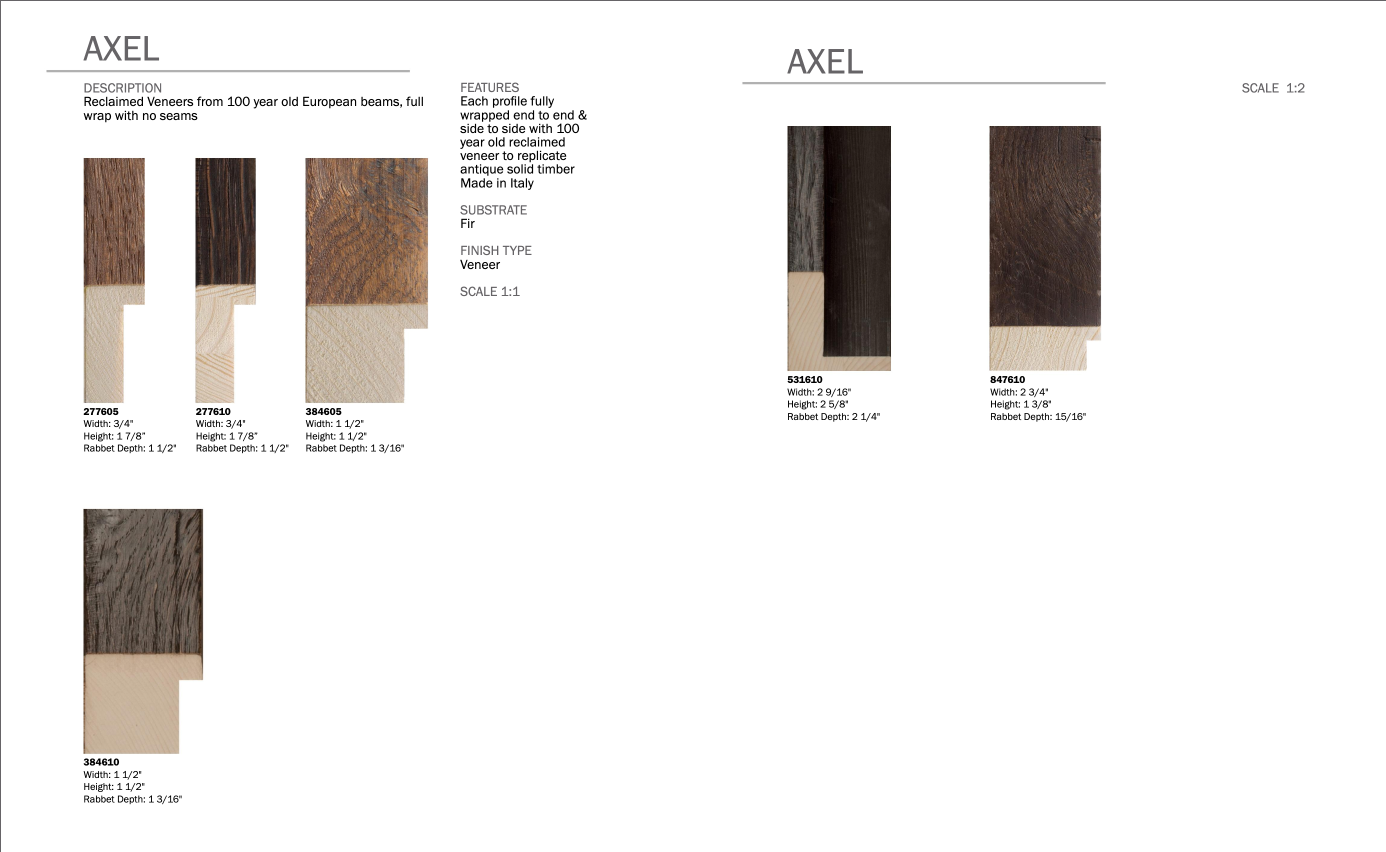 AXEL
DESCRIPTION
Reclaimed Veneers from 100 year old European beams, full
wrap with no seams
FEATURES
Each profile fully
wrapped end to end &
side to side with 100
year old reclaimed
veneer to replicate
antique solid timber
Made in Italy
SUBSTRATE
Fir
FINISH TYPE
Veneer
SCALE 1:1
277605
Width: 3/4"
Height: 1 7/8"
Rabbet Depth: 1 1/2"
277610
Width: 3/4"
Height: 1 7/8"
Rabbet Depth: 1 1/2"
384605
Width: 1 1/2"
Height: 1 1/2"
Rabbet Depth: 1 3/16"
384610
Width: 1 1/2"
Height: 1 1/2"
Rabbet Depth: 1 3/16"
AXEL
SCALE 1:2
531610
Width: 2 9/16"
Height: 2 5/8"
Rabbet Depth: 2 1/4"
847610
Width: 2 3/4"
Height: 1 3/8"
Rabbet Depth: 15/16"